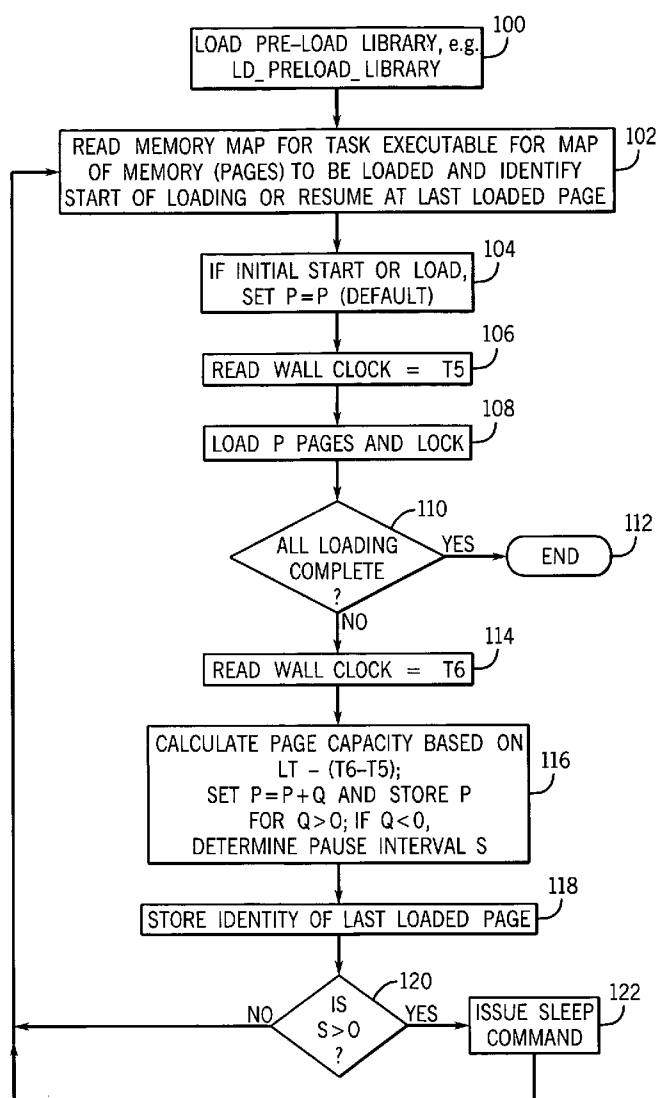 100
LOAD PRE-LOAD LIBRARY, e.g.
LD_PRELOAD_LIBRARY
READ MEMORY MAP FOR TASK EXECUTABLE FOR MAP
OF MEMORY (PAGES) TO BE LOADED AND IDENTIFY
START OF LOADING OR RESUME AT LAST LOADED PAGE
102
104
IF INITIAL START OR LOAD,
SET P=P (DEFAULT)
106
READ WALL CLOCK = T5
108
LOAD P PAGES AND LOCK
110
ALL LOADING
COMPLETE
?
YES
END
112
NO
114
READ WALL CLOCK = T6
CALCULATE PAGE CAPACITY BASED ON
LT - (T6-T5);
SET P=P+Q AND STORE P
FOR Q>0; IF Q<0,
DETERMINE PAUSE INTERVAL S
116
STORE IDENTITY OF LAST LOADED PAGE
118
120
IS
S>0
?
NO
YES
ISSUE SLEEP
COMMAND
122